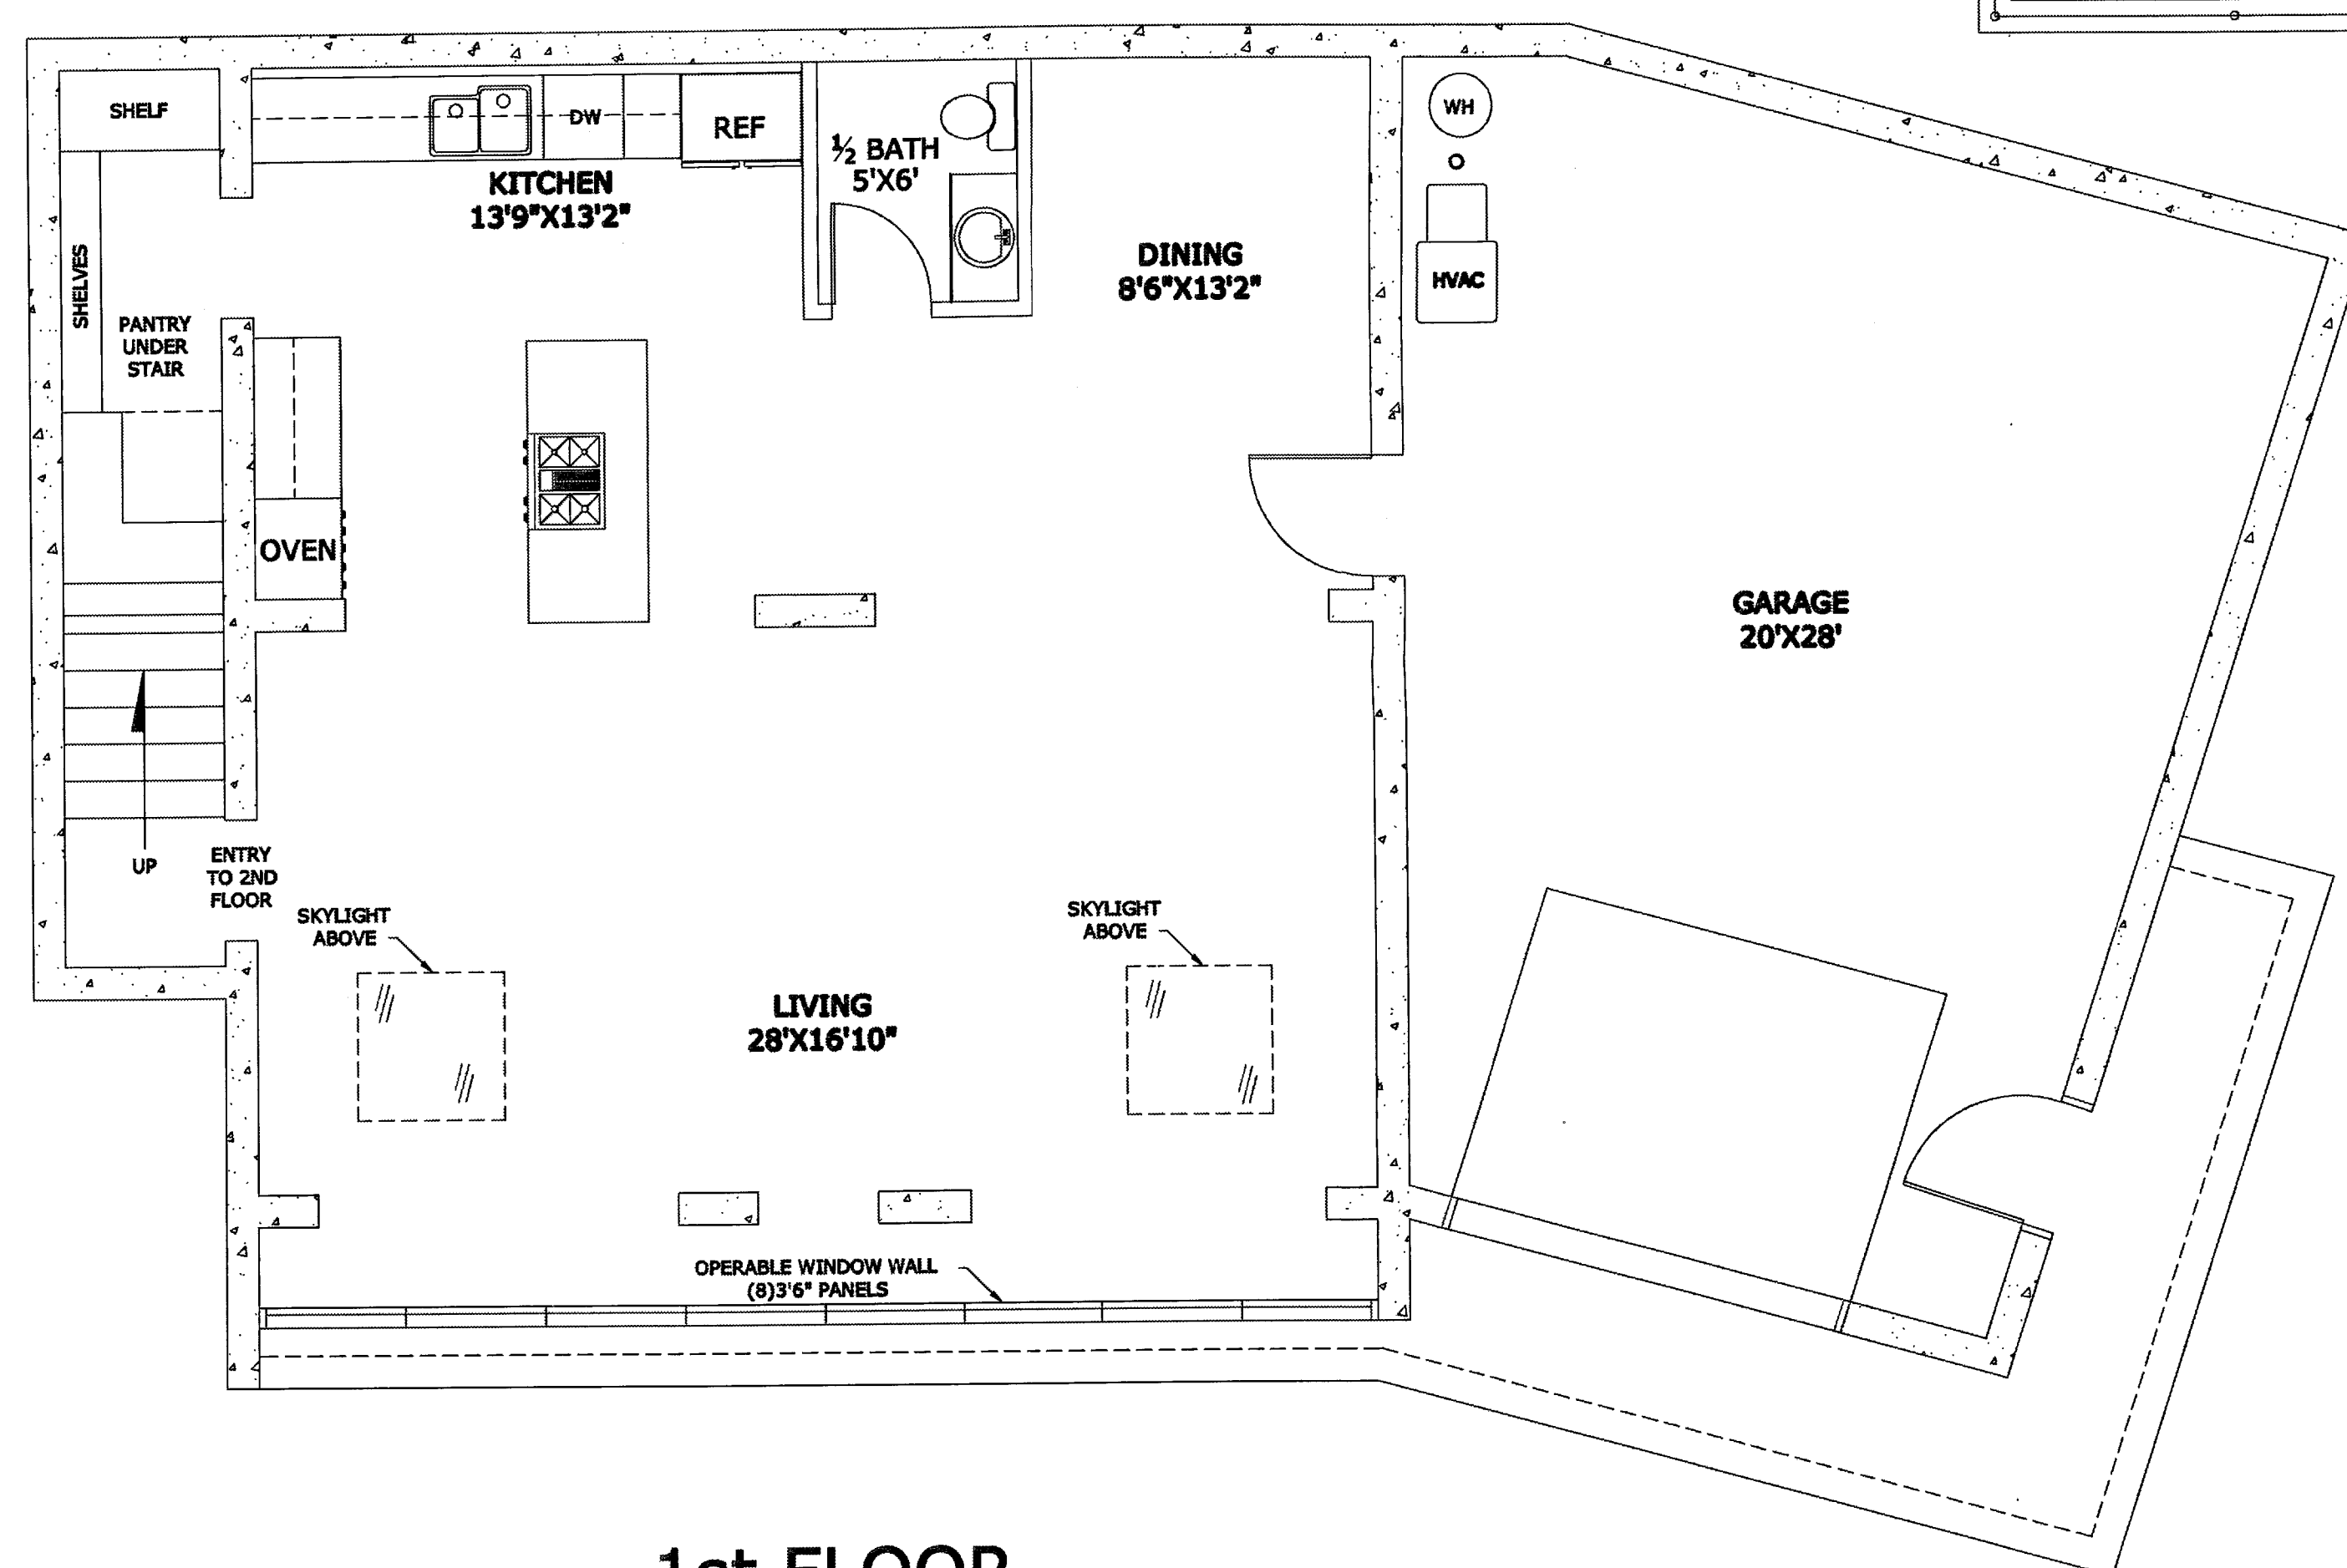 SHELF
DW
REF
WH
½ BATH
5'X6'
KITCHEN
13'9"X13'2"
SHELVES
DINING
8'6"X13'2"
HVAC
PANTRY
UNDER
STAIR
OVEN
GARAGE
20'X28'
UP
ENTRY
TO 2ND
FLOOR
SKYLIGHT
ABOVE
SKYLIGHT
ABOVE
LIVING
28'X16'10"
OPERABLE WINDOW WALL
(8)3'6" PANELS
1st FLOOR